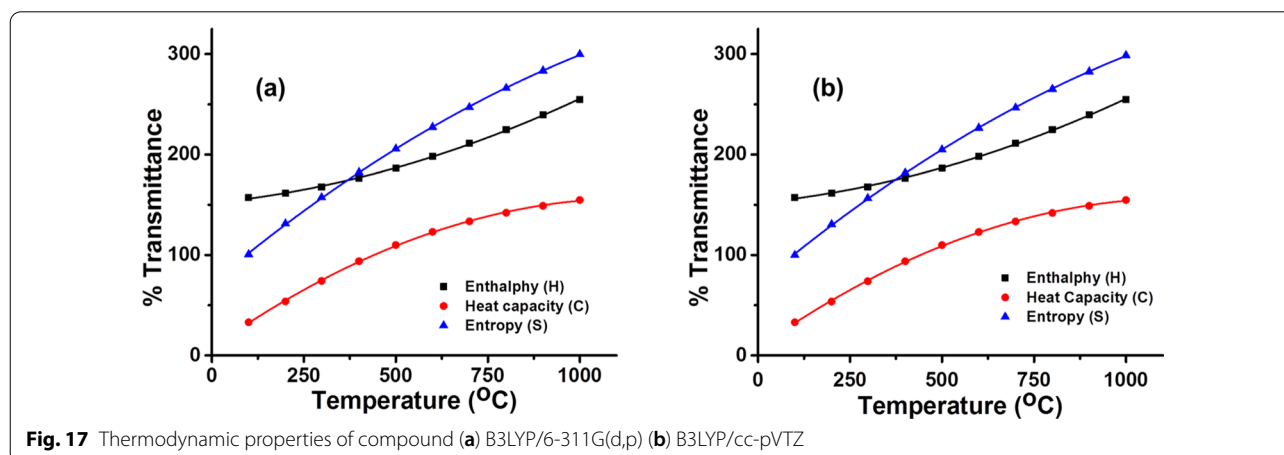 (a)
% Transmittance
300
200
100
0
Enthalphy (H)
Heat capacity (C)
Entropy (S)
0 250 500 750 1000
Temperature (OC)
(b)
% Transmittance
300
200
100
0
Enthalphy (H)
Heat Capacity (C)
Entropy (S)
0 250 500 750 1000
Temperature (OC)
Fig. 17 Thermodynamic properties of compound (a) B3LYP/6-311G(d,p) (b) B3LYP/cc-pVTZ